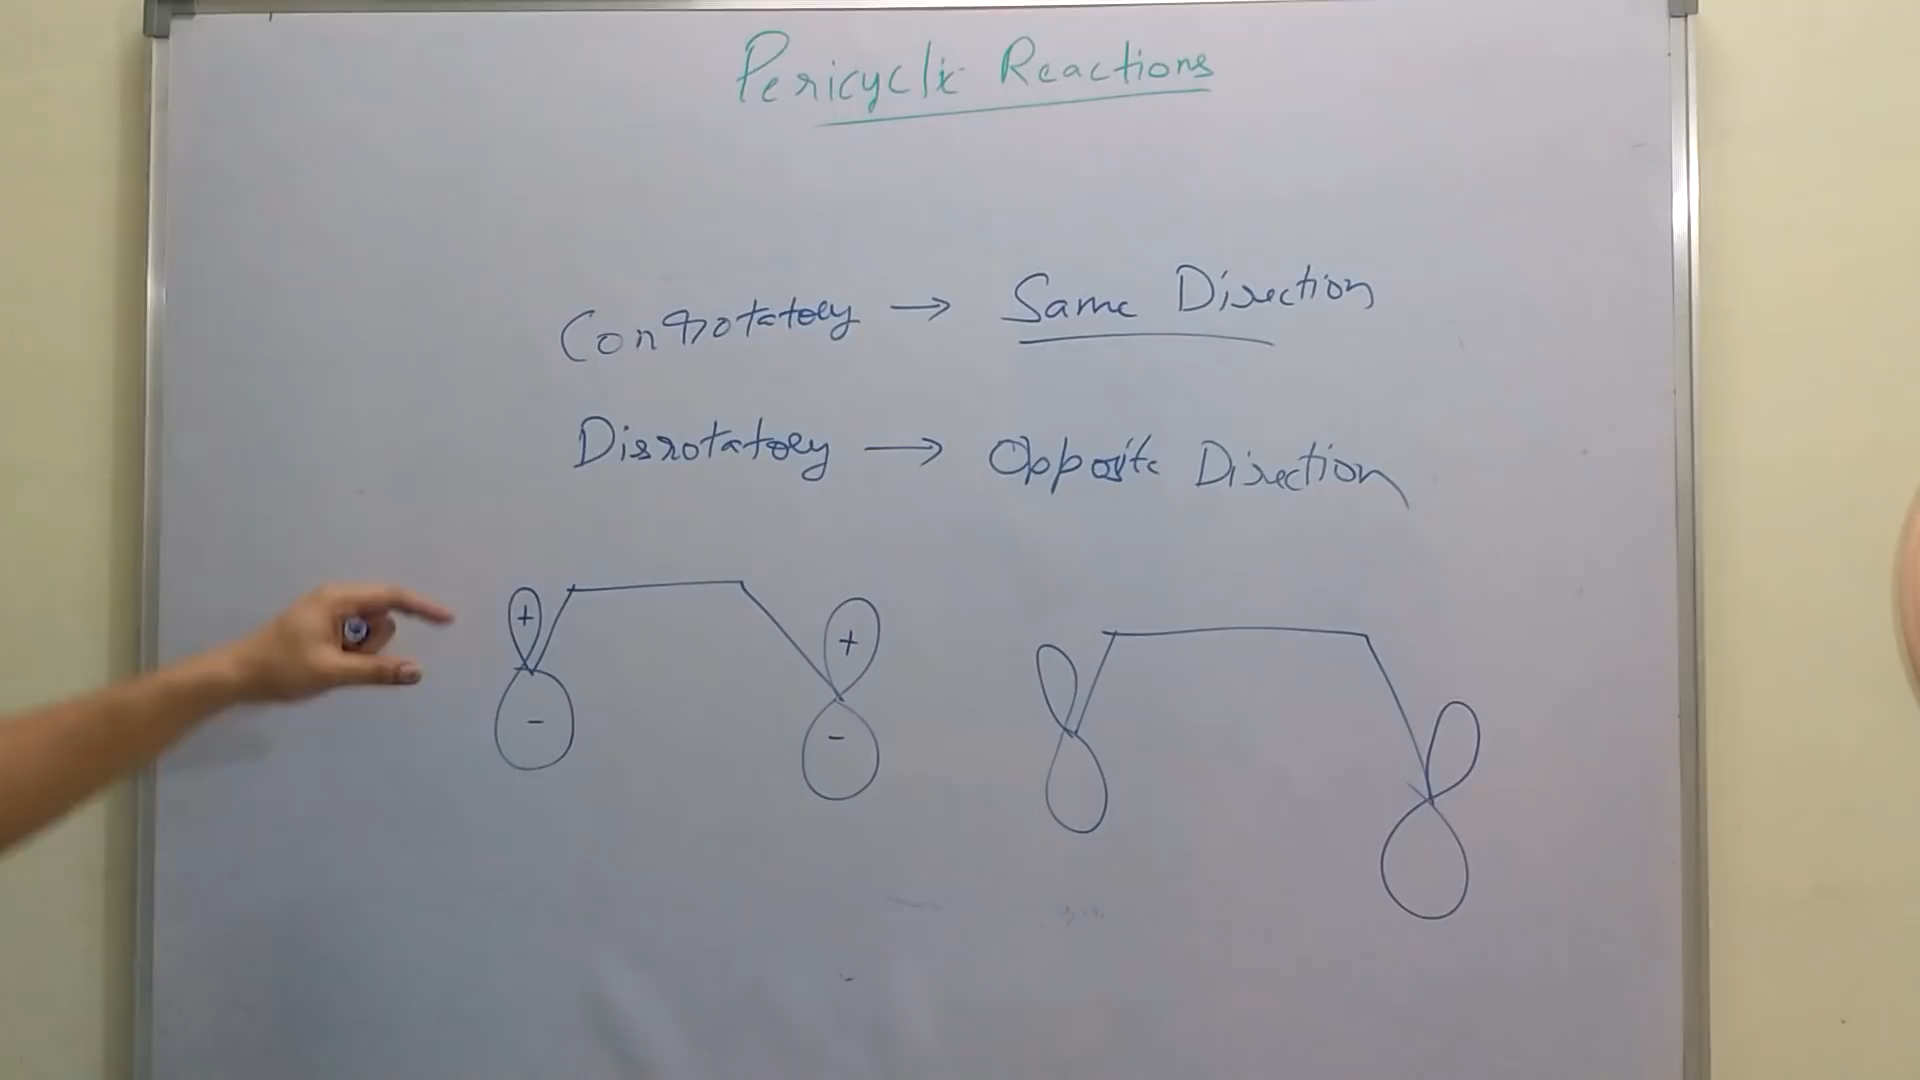 Pericyclic Reactions
Conrotatory → Same Direction
Disrotatory → Opposite Direction
+ +
- -